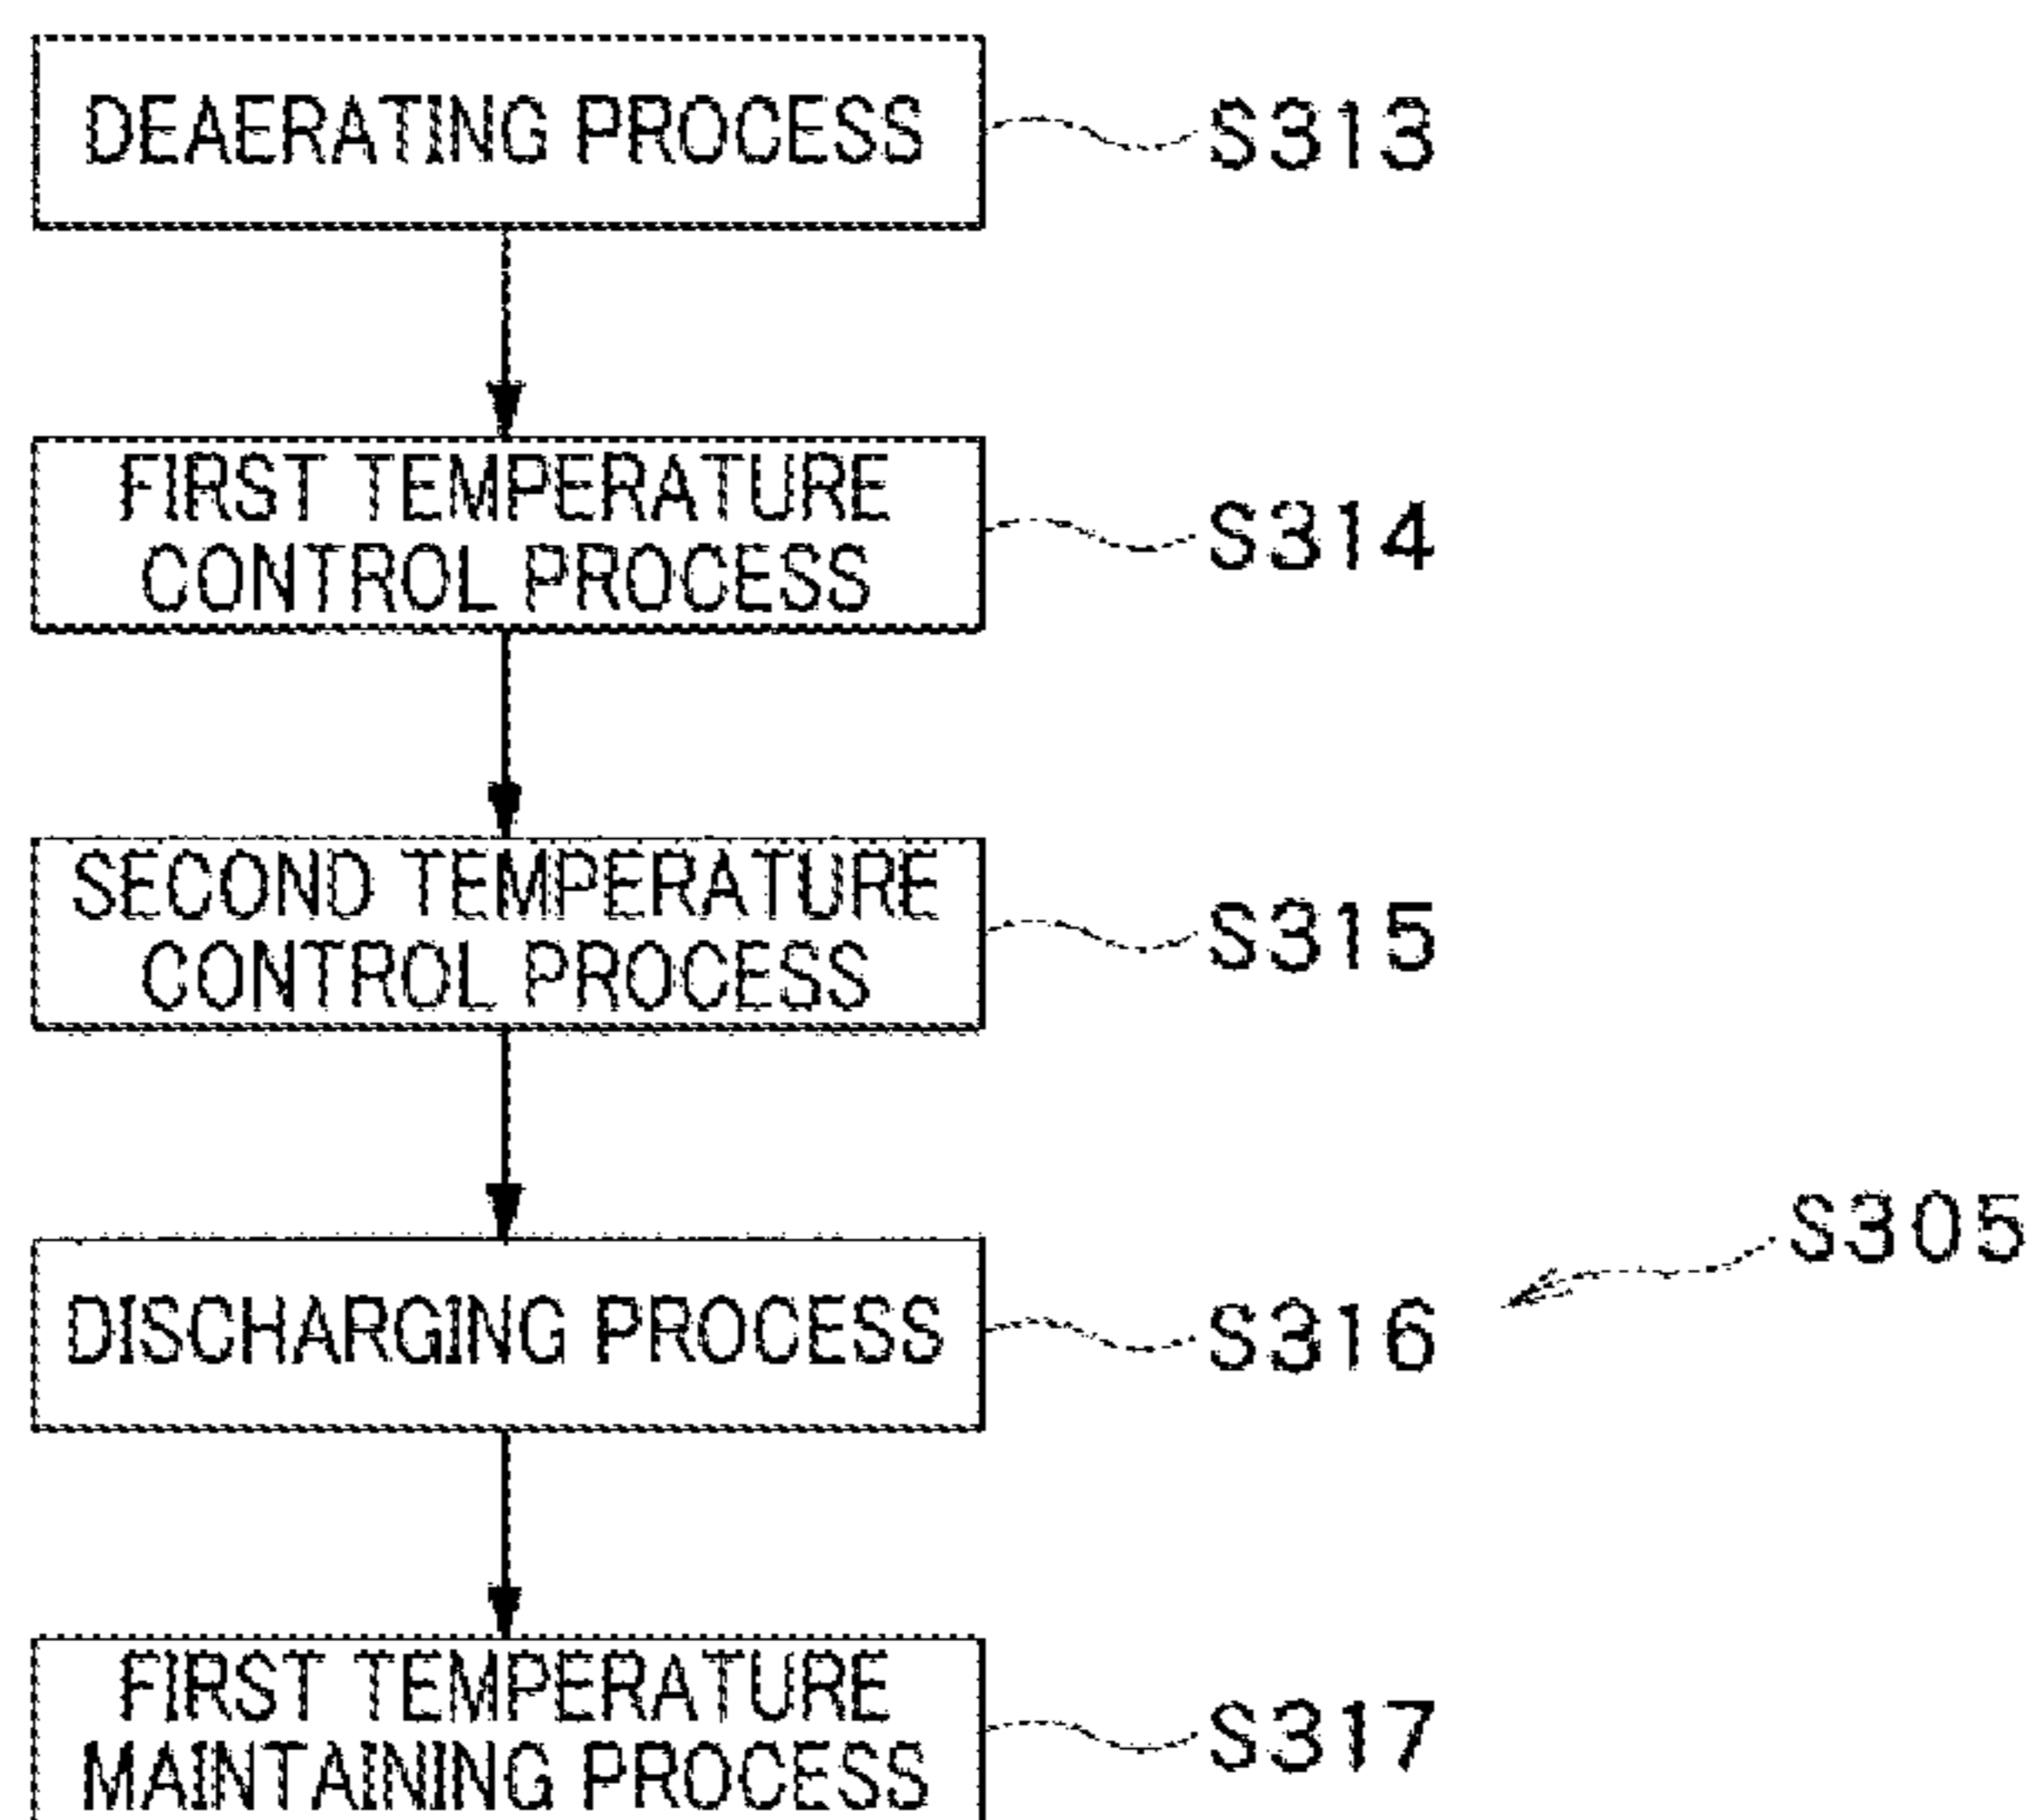 DEAERATING PROCESS
S313
FIRST TEMPERATURE
CONTROL PROCESS
S314
SECOND TEMPERATURE
CONTROL PROCESS
S315
S305
DISCHARGING PROCESS
S316
FIRST TEMPERATURE
MAINTAINING PROCESS
S317